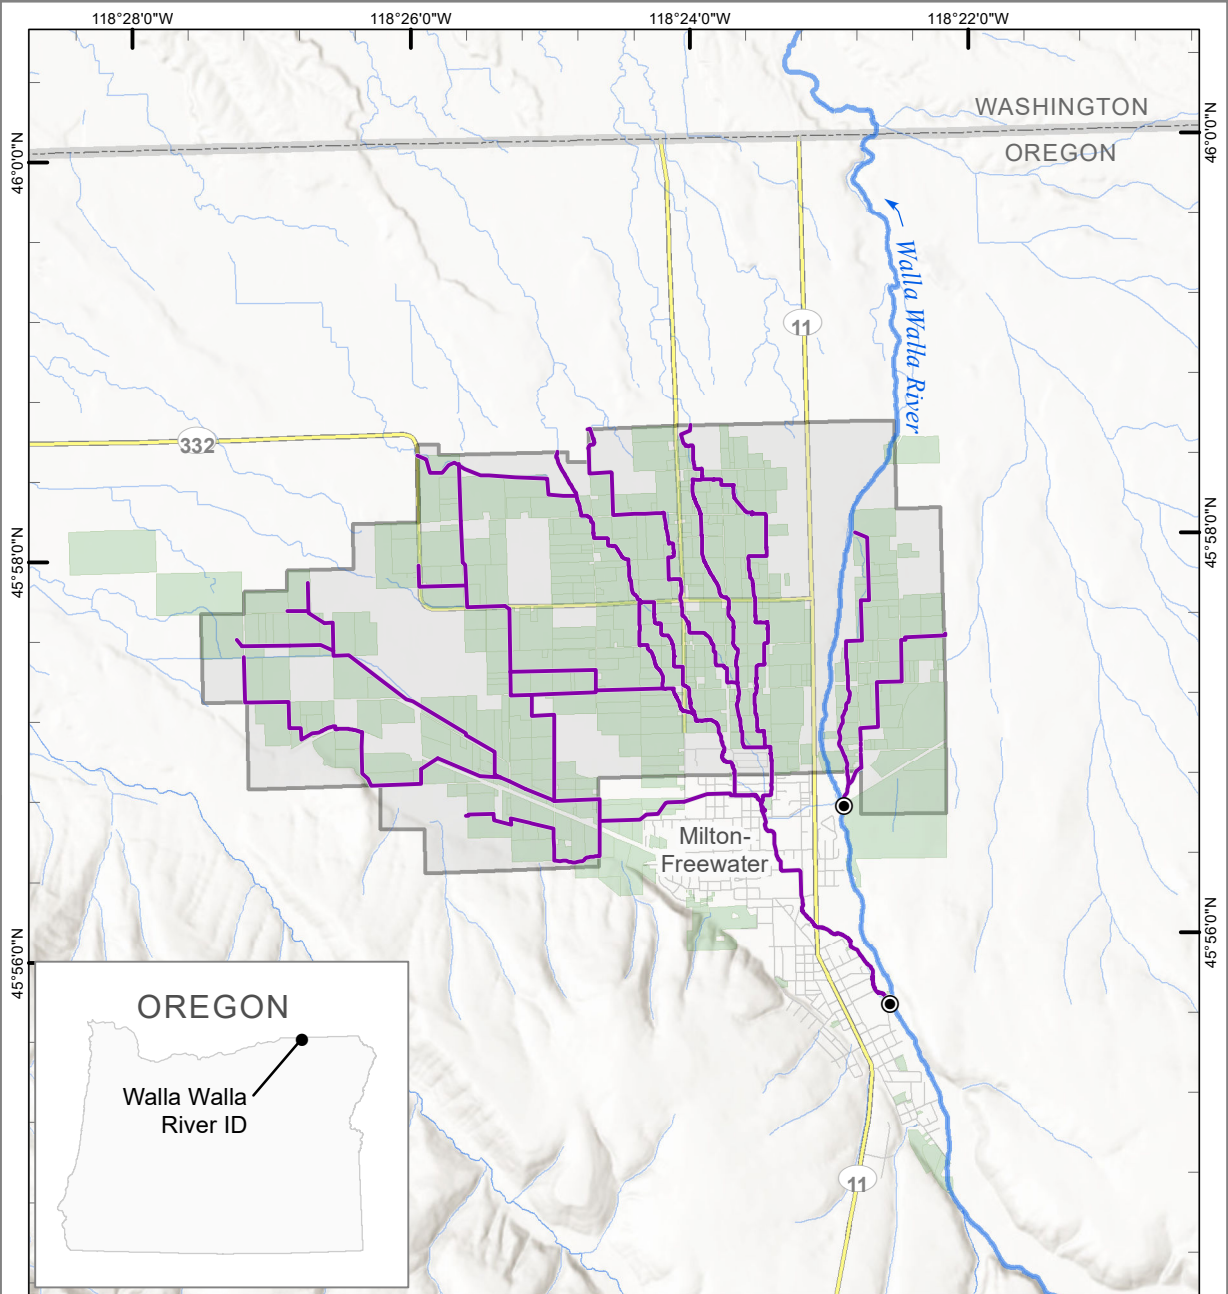 118°28'0"W
118°26'0"W
118°24'0"W
118°22'0"W
WASHINGTON
OREGON
46°0'0"N
46°0'0"N
Walla Walla River
11
332
45°58'0"N
45°58'0"N
Milton-
Freewater
45°56'0"N
45°56'0"N
OREGON
Walla Walla
River ID
11